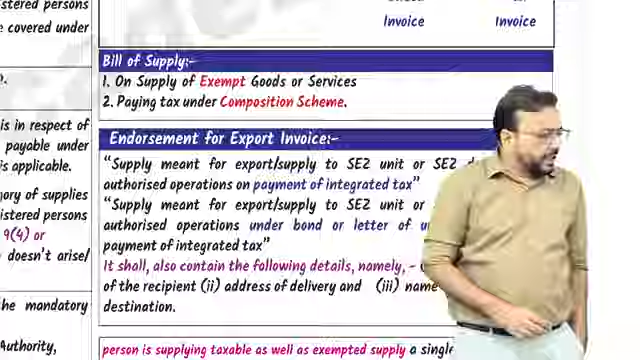 stered persons
e covered under
Invoice
Invoice
is in respect of
payable under
is applicable.
gory of supplies
istered persons
9(4) or
doesn't arise/
the mandatory
Authority,
Bill of Supply:-
1. On Supply of Exempt Goods or Services
2. Paying tax under Composition Scheme.
Endorsement for Export Invoice:-
"Supply meant for export/supply to SEZ unit or SEZ
authorised operations on payment of integrated tax"
"Supply meant for export/supply to SEZ unit or
authorised operations under bond or letter of
payment of integrated tax"
It shall, also contain the following details, namely, -
of the recipient (ii) address of delivery and (iii) name
destination.
person is supplying taxable as well as exempted supply a single